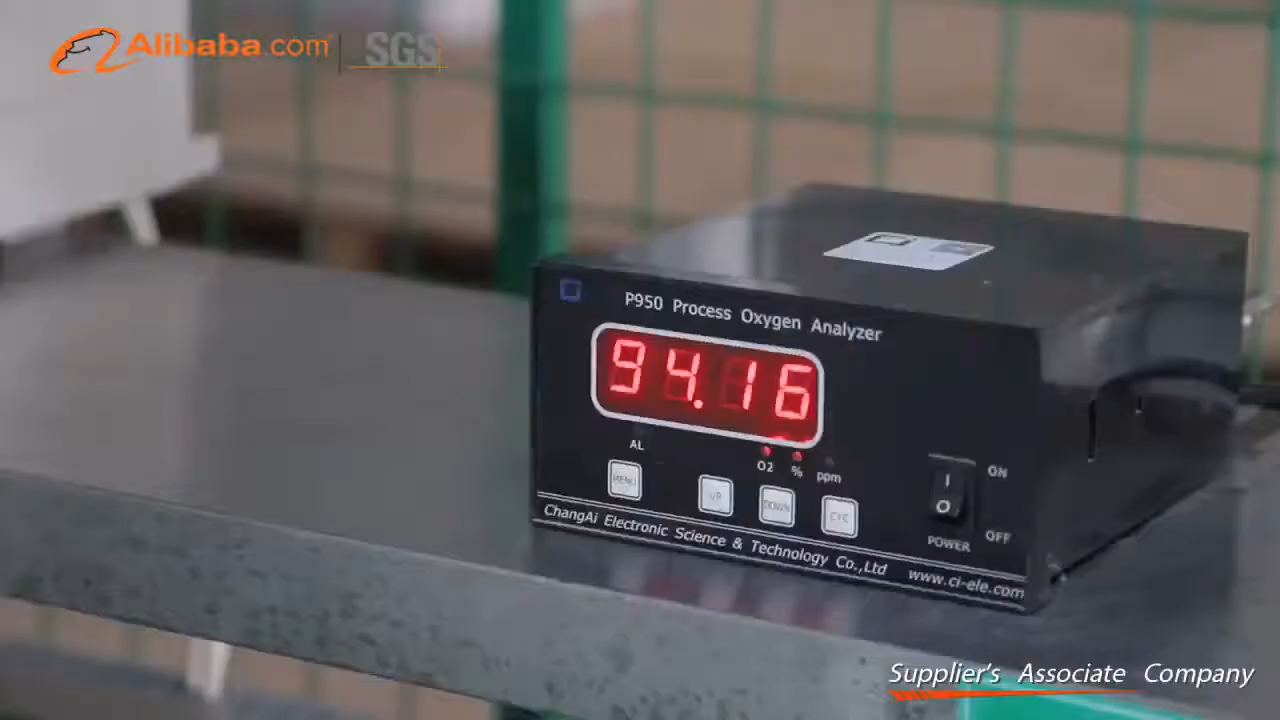 Alibaba.com
SGS
P950 Process Oxygen Analyzer
94.16
AL
O2 % ppm
MENU UP DOWN CYC
ON
OFF
POWER
ChangAi Electronic Science & Technology Co.,Ltd www.ci-ele.com
Supplier's Associate Company